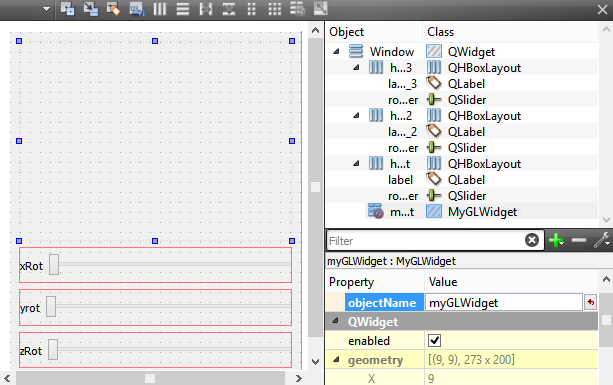 Object Class
Window QWidget
h...3 QHBoxLayout
la..._3 QLabel
ro...er QSlider
h...2 QHBoxLayout
la..._2 QLabel
ro...er QSlider
h...t QHBoxLayout
label QLabel
ro...er QSlider
m...t MyGLWidget
Filter
myGLWidget : MyGLWidget
Property Value
objectName myGLWidget
QWidget
enabled
geometry [(9, 9), 273 x 200]
X 9
xRot
yrot
zRot